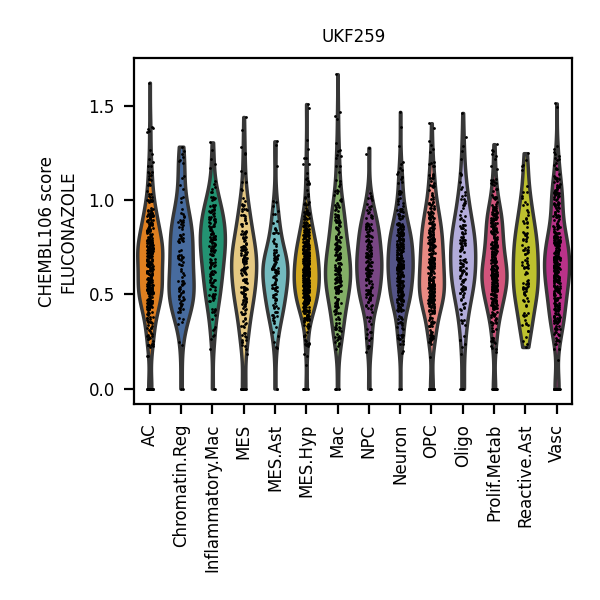 UKF259
CHEMBL106 score
FLUCONAZOLE
1.5
1.0
0.5
0.0
AC
Chromatin.Reg
Inflammatory.Mac
MES
MES.Ast
MES.Hyp
Mac
NPC
Neuron
OPC
Oligo
Prolif.Metab
Reactive.Ast
Vasc